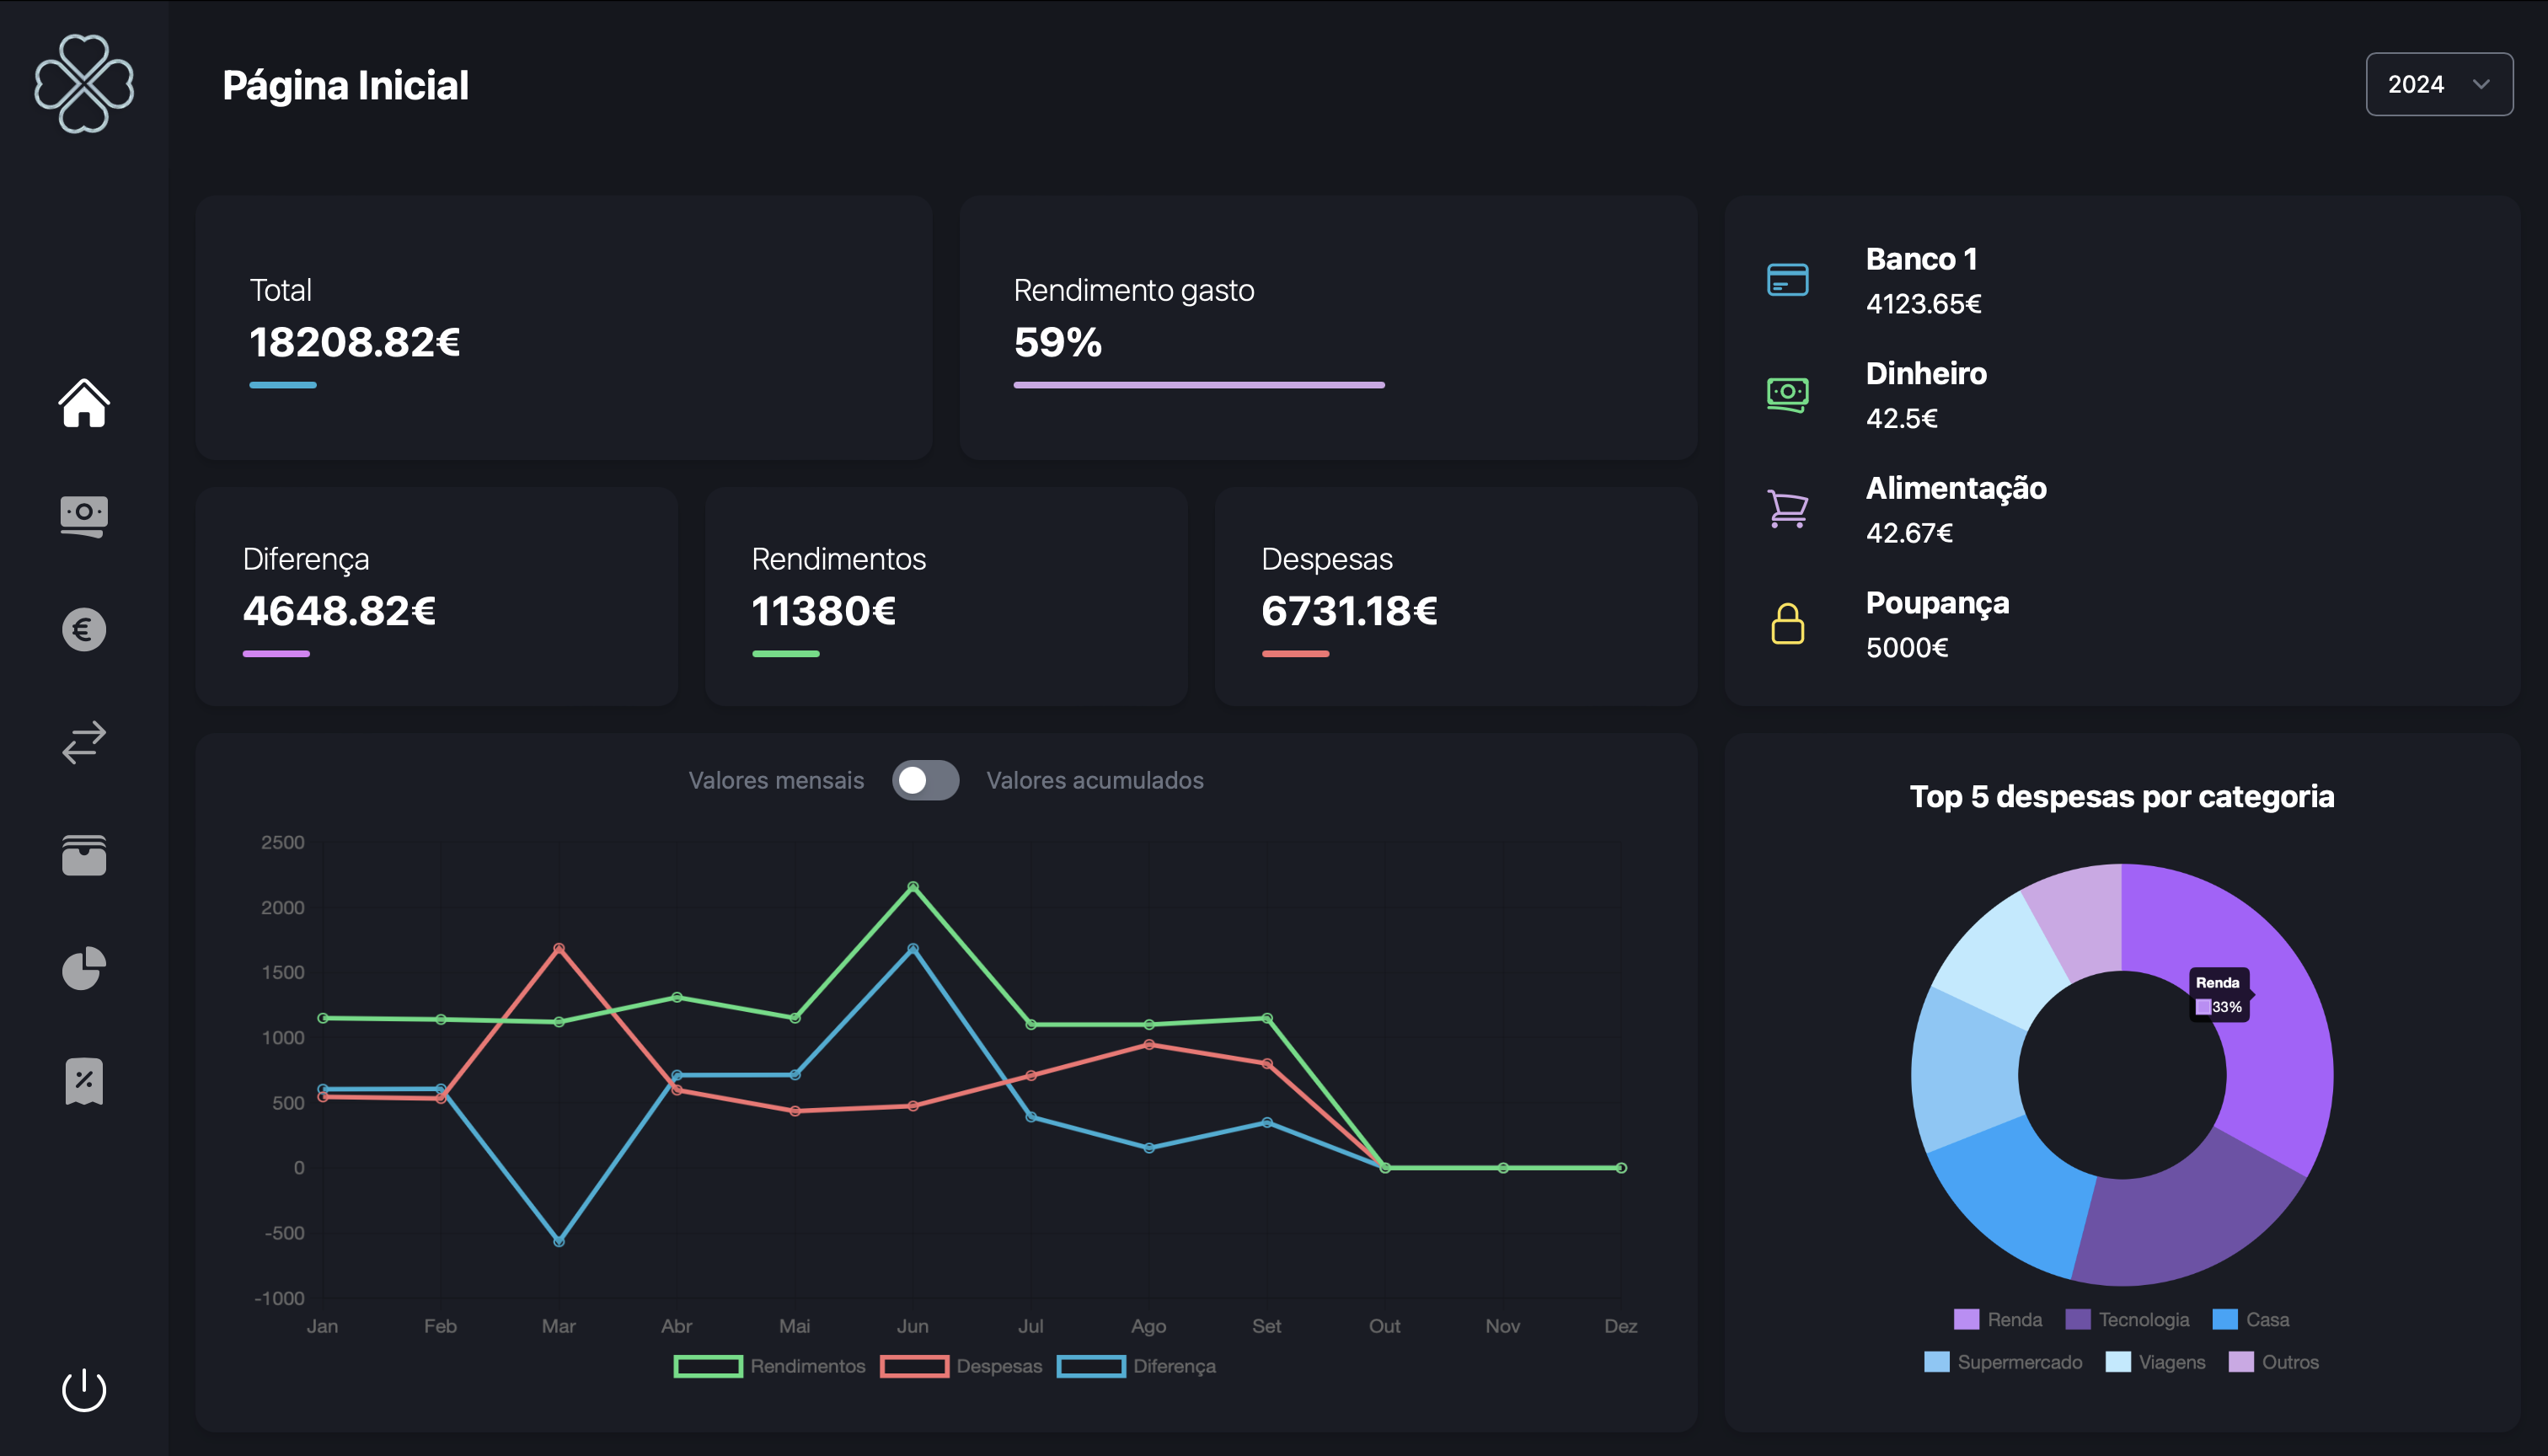 Página Inicial
2024
Total
18208.82€
Rendimento gasto
59%
Banco 1
4123.65€
Dinheiro
42.5€
Alimentação
42.67€
Poupança
5000€
Diferença
4648.82€
Rendimentos
11380€
Despesas
6731.18€
€
%
Valores mensais
Valores acumulados
2500
2000
1500
1000
500
0
-500
-1000
Jan Feb Mar Abr Mai Jun Jul Ago Set Out Nov Dez
Rendimentos Despesas Diferença
Top 5 despesas por categoria
Renda
33%
Renda Tecnologia Casa
Supermercado Viagens Outros